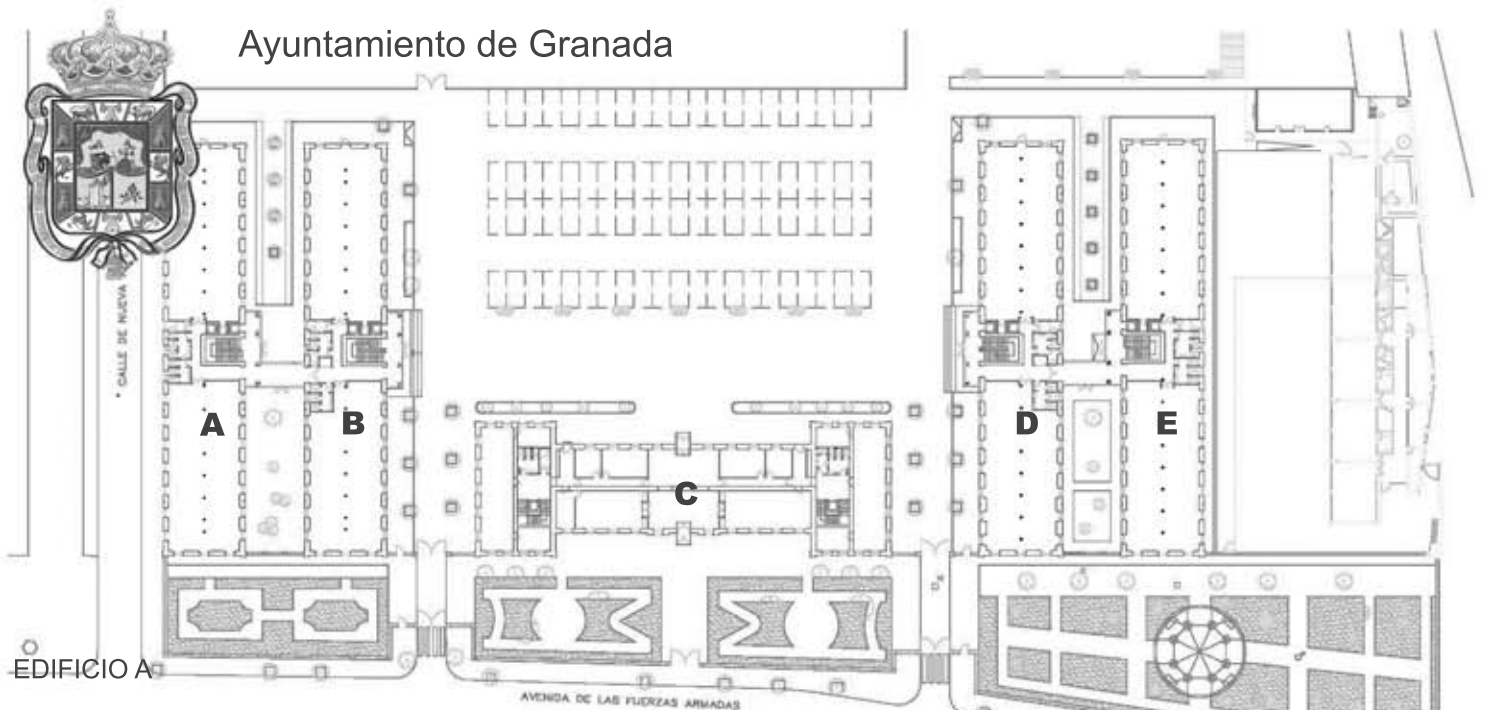 Ayuntamiento de Granada
CALLE DE NUEVA
A
B
C
D
E
EDIFICIO A
AVENIDA DE LAS FUERZAS ARMADAS